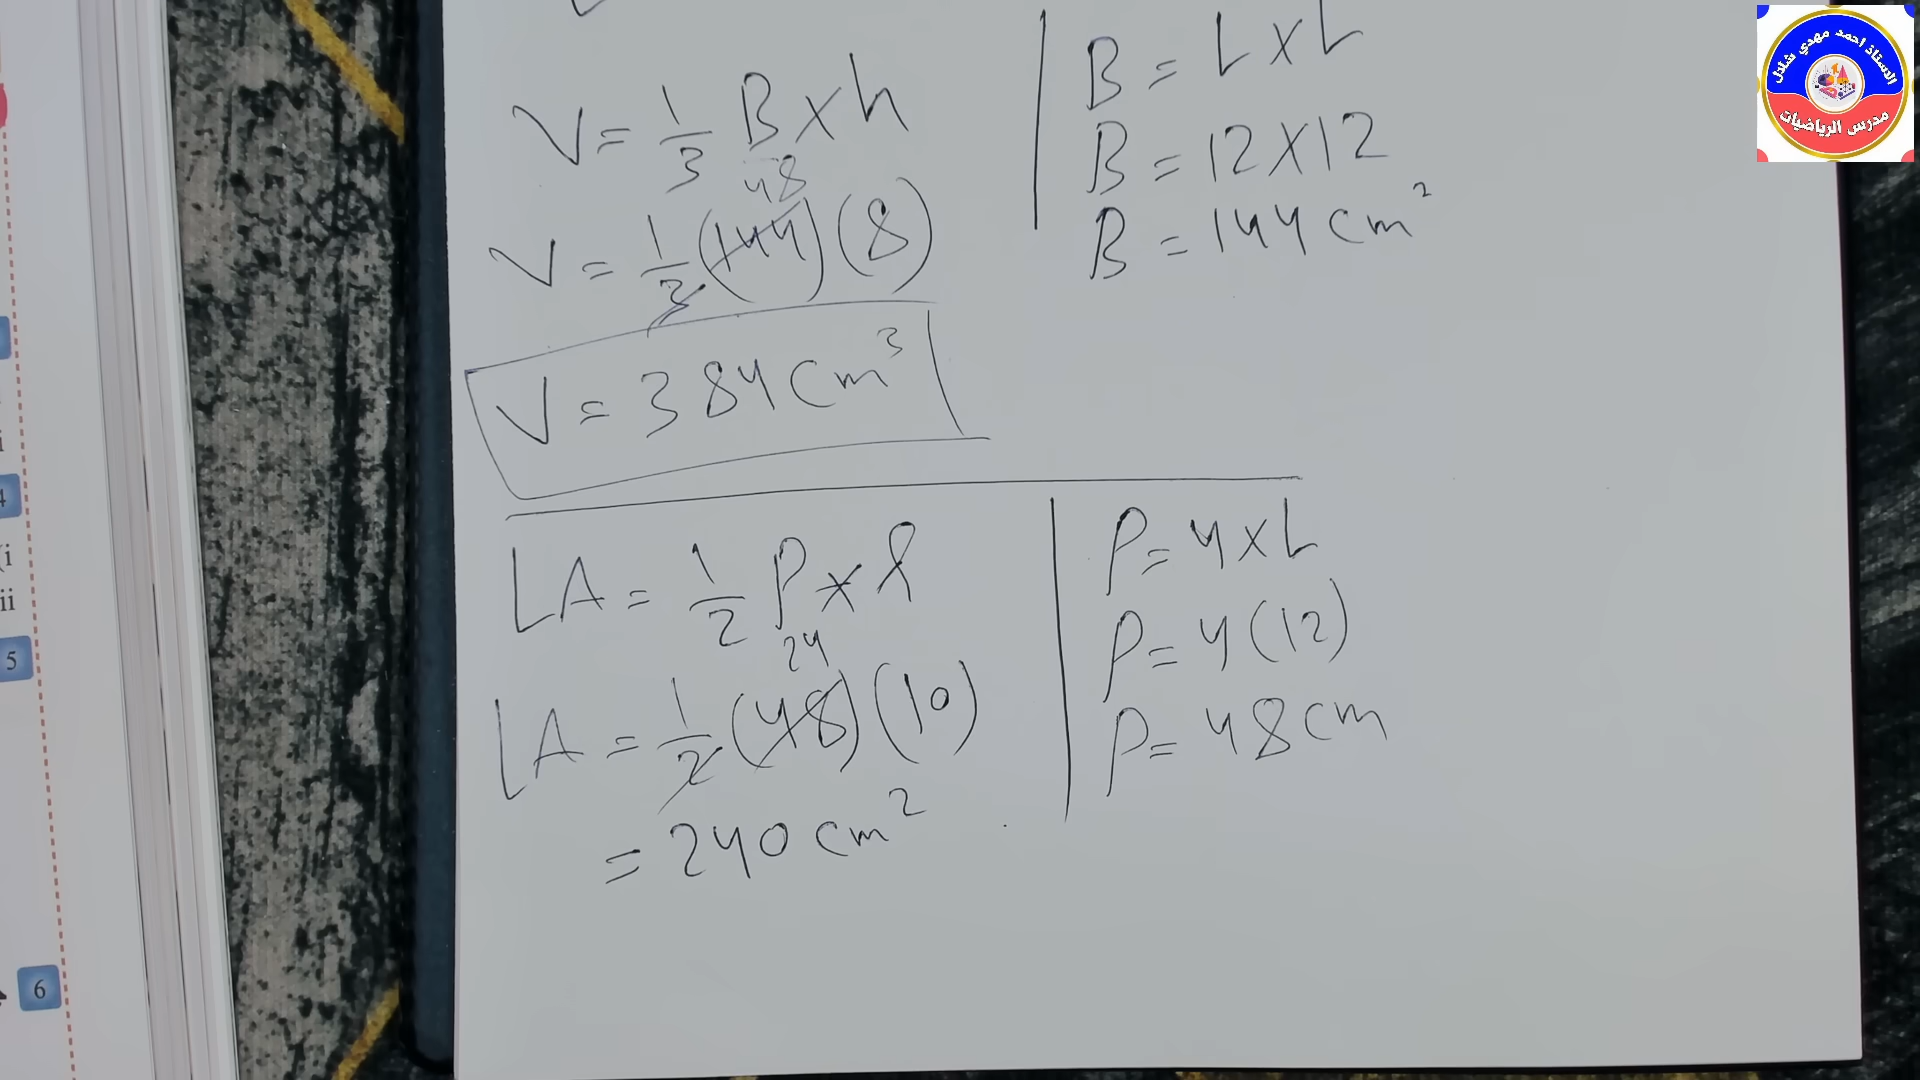 V = 1/3 B x h
48
V = 1/3 (144) (8)
V = 384 cm³
B = L x L
B = 12 x 12
B = 144 cm²
LA = 1/2 P x ℓ
24
LA = 1/2 (48) (10)
= 240 cm²
P = 4 x L
P = 4 (12)
P = 48 cm
الاستاذ احمد مهدي شلال
مدرس الرياضيات
4
i
ii
5
6